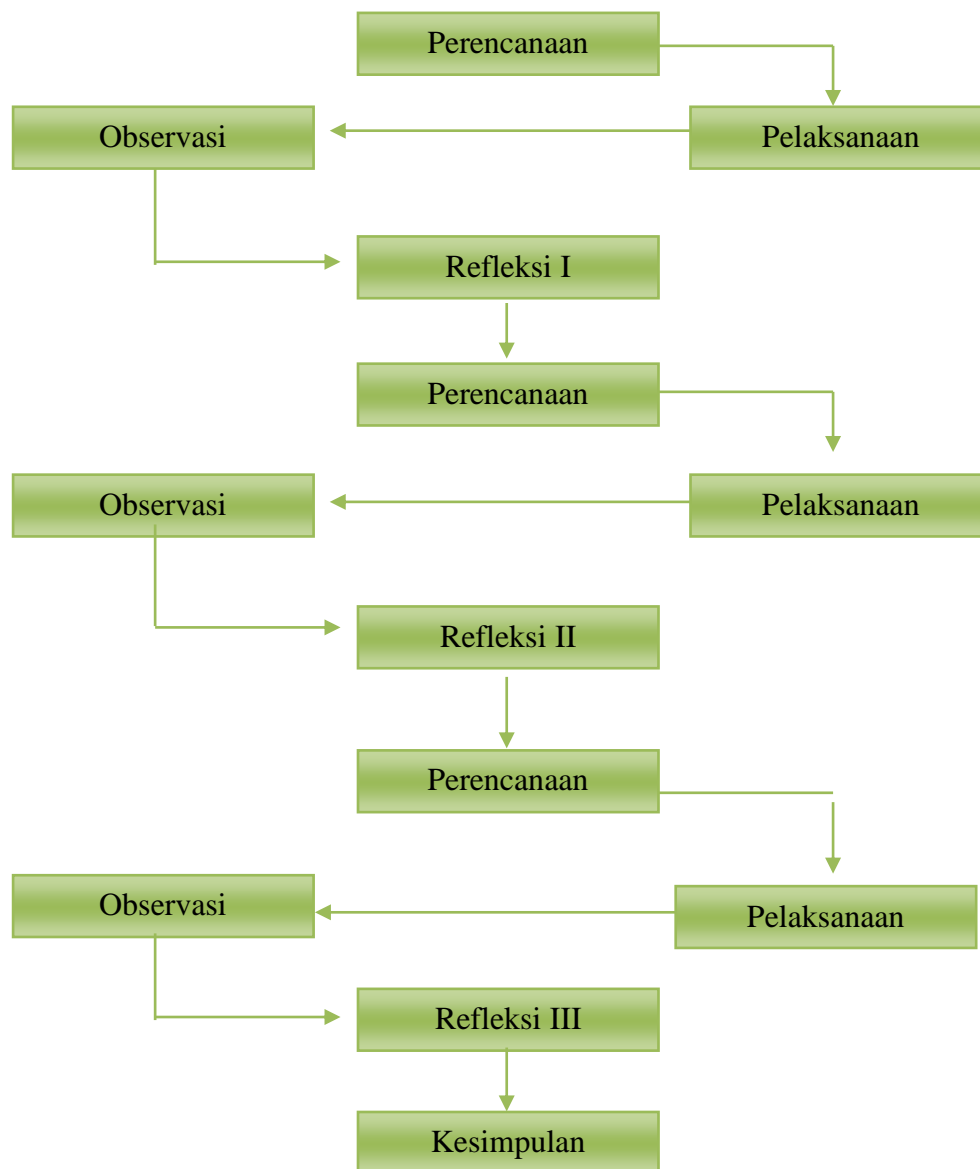 Perencanaan
Observasi
Pelaksanaan
Refleksi I
Perencanaan
Observasi
Pelaksanaan
Refleksi II
Perencanaan
Observasi
Pelaksanaan
Refleksi III
Kesimpulan